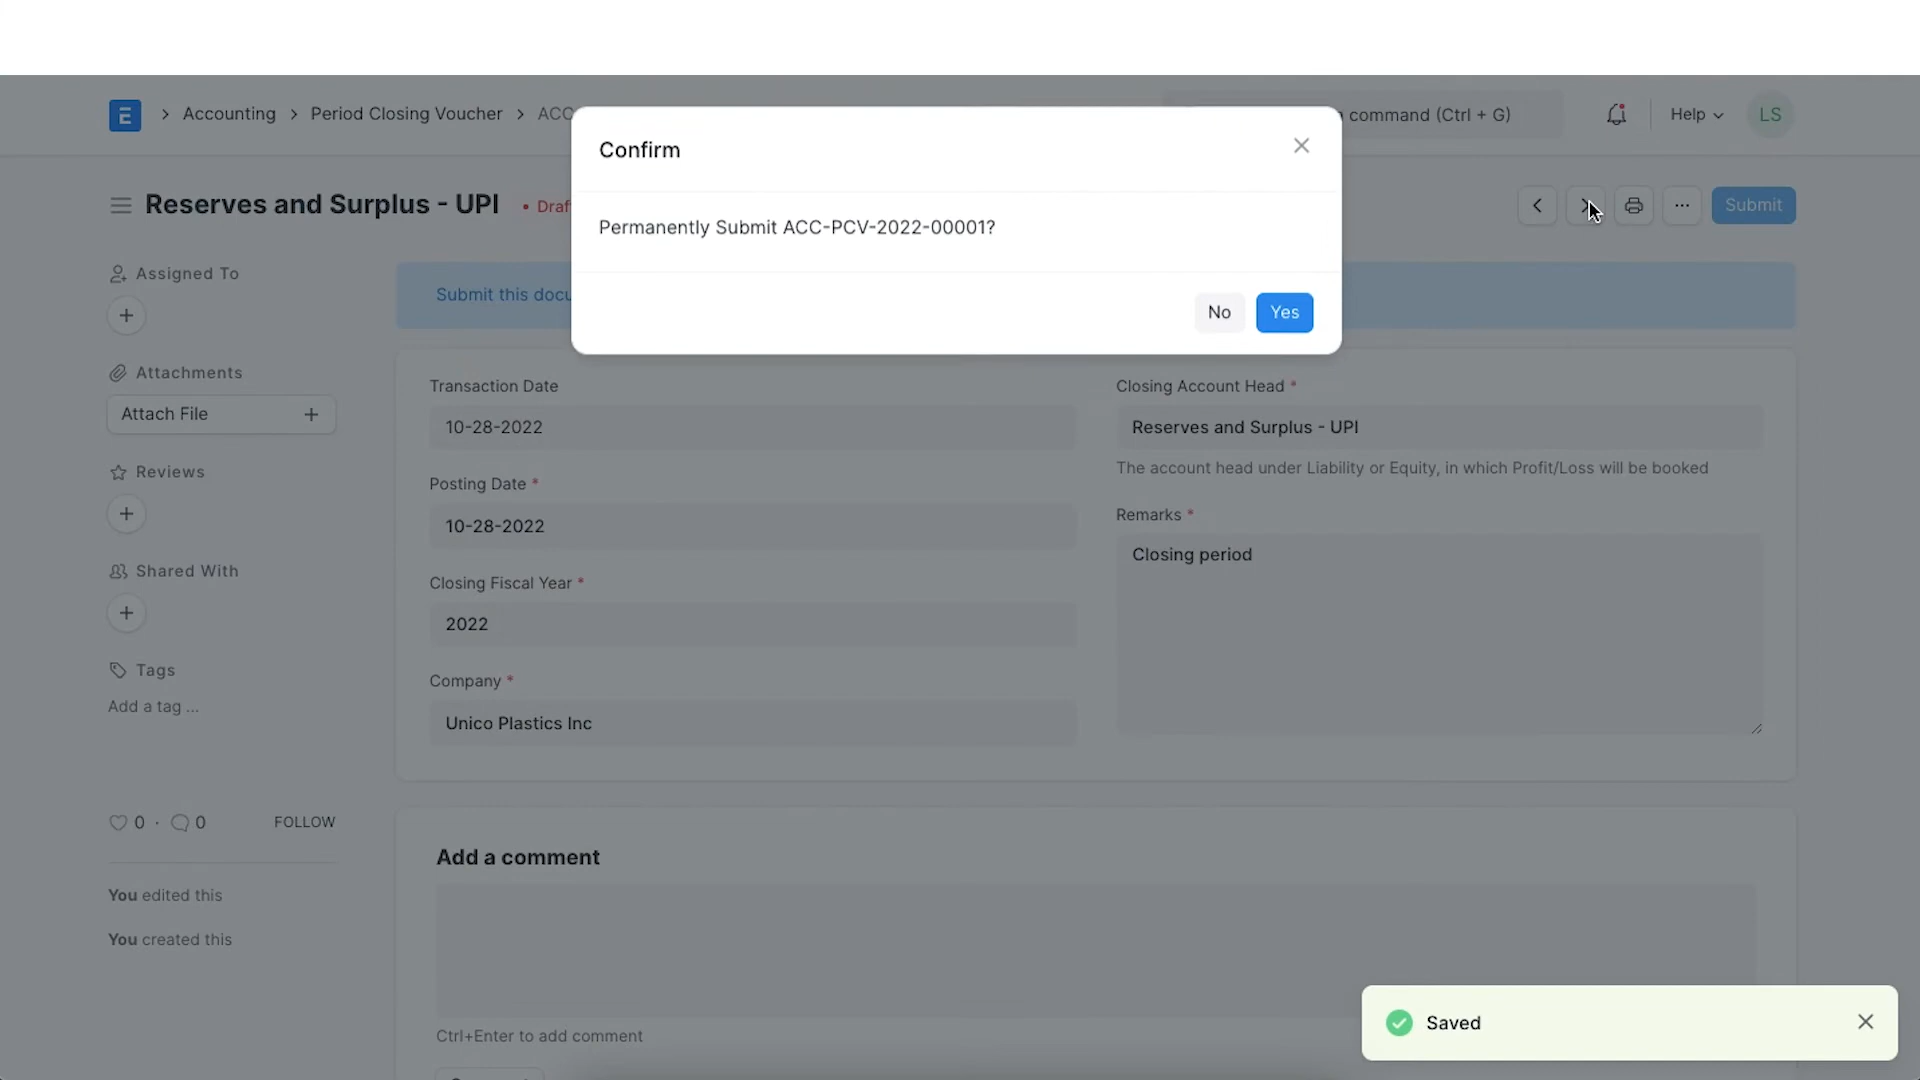 E > Accounting > Period Closing Voucher > ACC
command (Ctrl + G)
Help
LS
Confirm
Permanently Submit ACC-PCV-2022-00001?
No
Yes
Reserves and Surplus - UPI
• Draf
Submit
Submit this docu
Assigned To
Attachments
Attach File
Reviews
Shared With
Tags
Add a tag ...
0 · 0 FOLLOW
You edited this
You created this
Transaction Date
10-28-2022
Posting Date *
10-28-2022
Closing Fiscal Year *
2022
Company *
Unico Plastics Inc
Closing Account Head *
Reserves and Surplus - UPI
The account head under Liability or Equity, in which Profit/Loss will be booked
Remarks *
Closing period
Add a comment
Ctrl+Enter to add comment
Saved